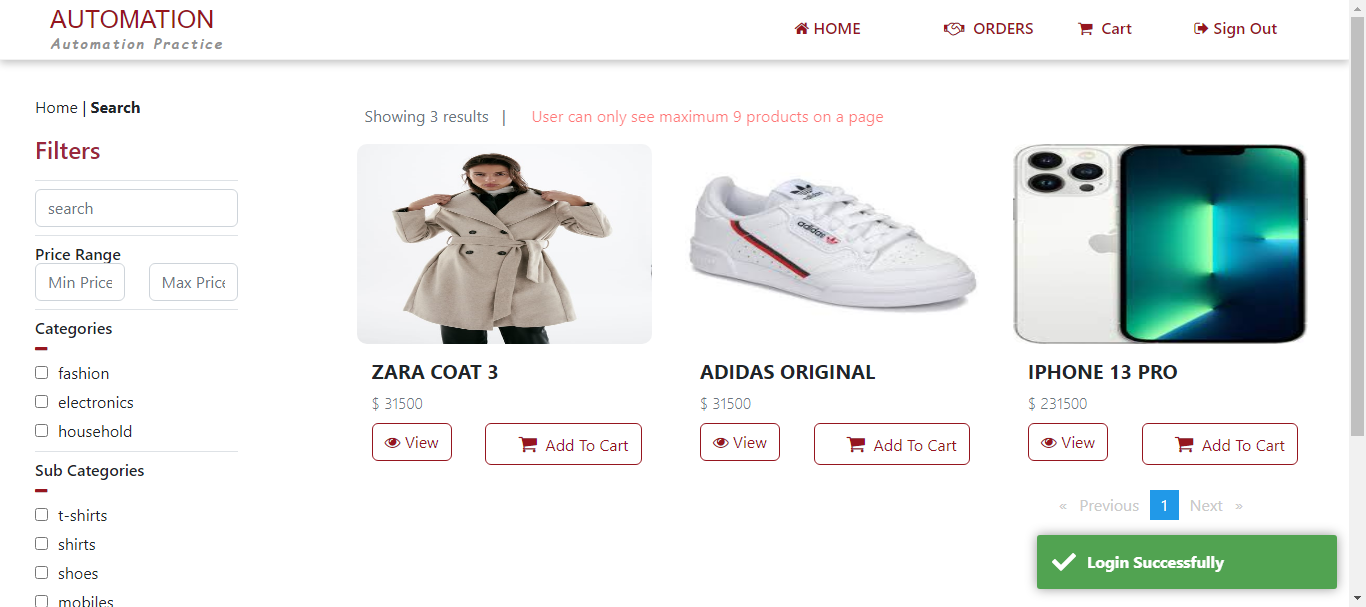 AUTOMATION
Automation Practice
HOME
ORDERS
Cart
Sign Out
Home | Search
Filters
search
Price Range
Min Price
Max Price
Categories
fashion
electronics
household
Sub Categories
t-shirts
shirts
shoes
mobiles
Showing 3 results |
User can only see maximum 9 products on a page
adidas
ZARA COAT 3
$ 31500
View
Add To Cart
ADIDAS ORIGINAL
$ 31500
View
Add To Cart
IPHONE 13 PRO
$ 231500
View
Add To Cart
« Previous 1 Next »
Login Successfully